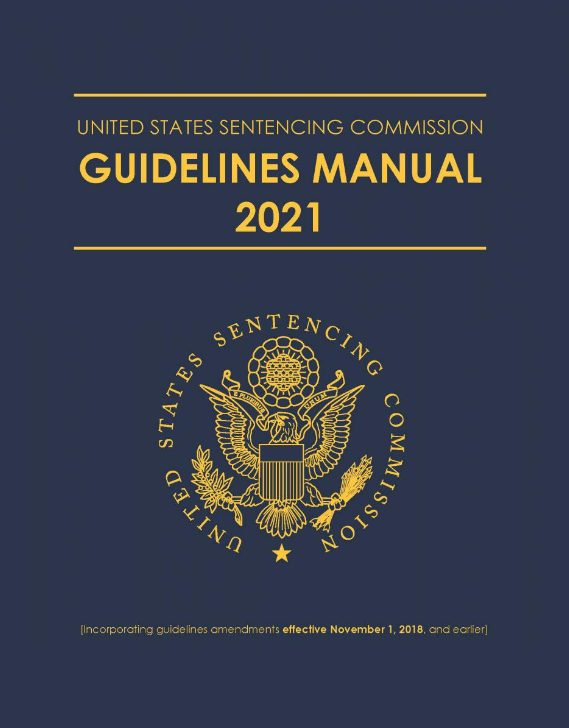 UNITED STATES SENTENCING COMMISSION
GUIDELINES MANUAL
2021
UNITED STATES SENTENCING COMMISSION
[Incorporating guidelines amendments effective November 1, 2018, and earlier]